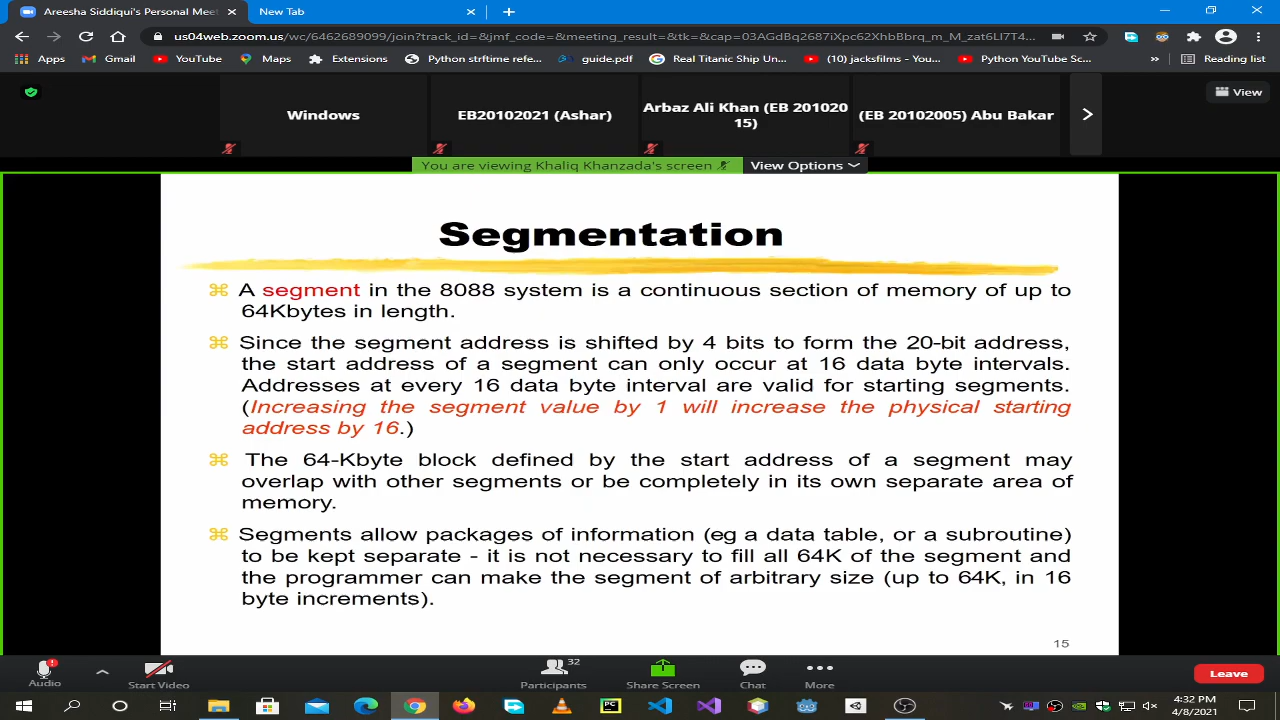 Areesha Siddiqui's Personal Meet
New Tab
us04web.zoom.us/wc/6462689099/join?track_id=&jmf_code=&meeting_result=&tk=&cap=03AGdBq2687iXpc62XhbBbrq_m_M_zat6LI7T4...
Apps
Gmail
YouTube
Maps
Extensions
Python strftime refe...
guide.pdf
Real Titanic Ship Un...
(10) jacksfilms - You...
Python YouTube Sc...
»
Reading list
View
Windows
EB20102021 (Ashar)
Arbaz Ali Khan (EB 201020
15)
(EB 20102005) Abu Bakar
You are viewing Khaliq Khanzada's screen
View Options
Segmentation
A segment in the 8088 system is a continuous section of memory of up to
64Kbytes in length.
Since the segment address is shifted by 4 bits to form the 20-bit address,
the start address of a segment can only occur at 16 data byte intervals.
Addresses at every 16 data byte interval are valid for starting segments.
(Increasing the segment value by 1 will increase the physical starting
address by 16.)
The 64-Kbyte block defined by the start address of a segment may
overlap with other segments or be completely in its own separate area of
memory.
Segments allow packages of information (eg a data table, or a subroutine)
to be kept separate - it is not necessary to fill all 64K of the segment and
the programmer can make the segment of arbitrary size (up to 64K, in 16
byte increments).
15
Audio
Start Video
32
Participants
Share Screen
Chat
More
Leave
4:32 PM
4/8/2021